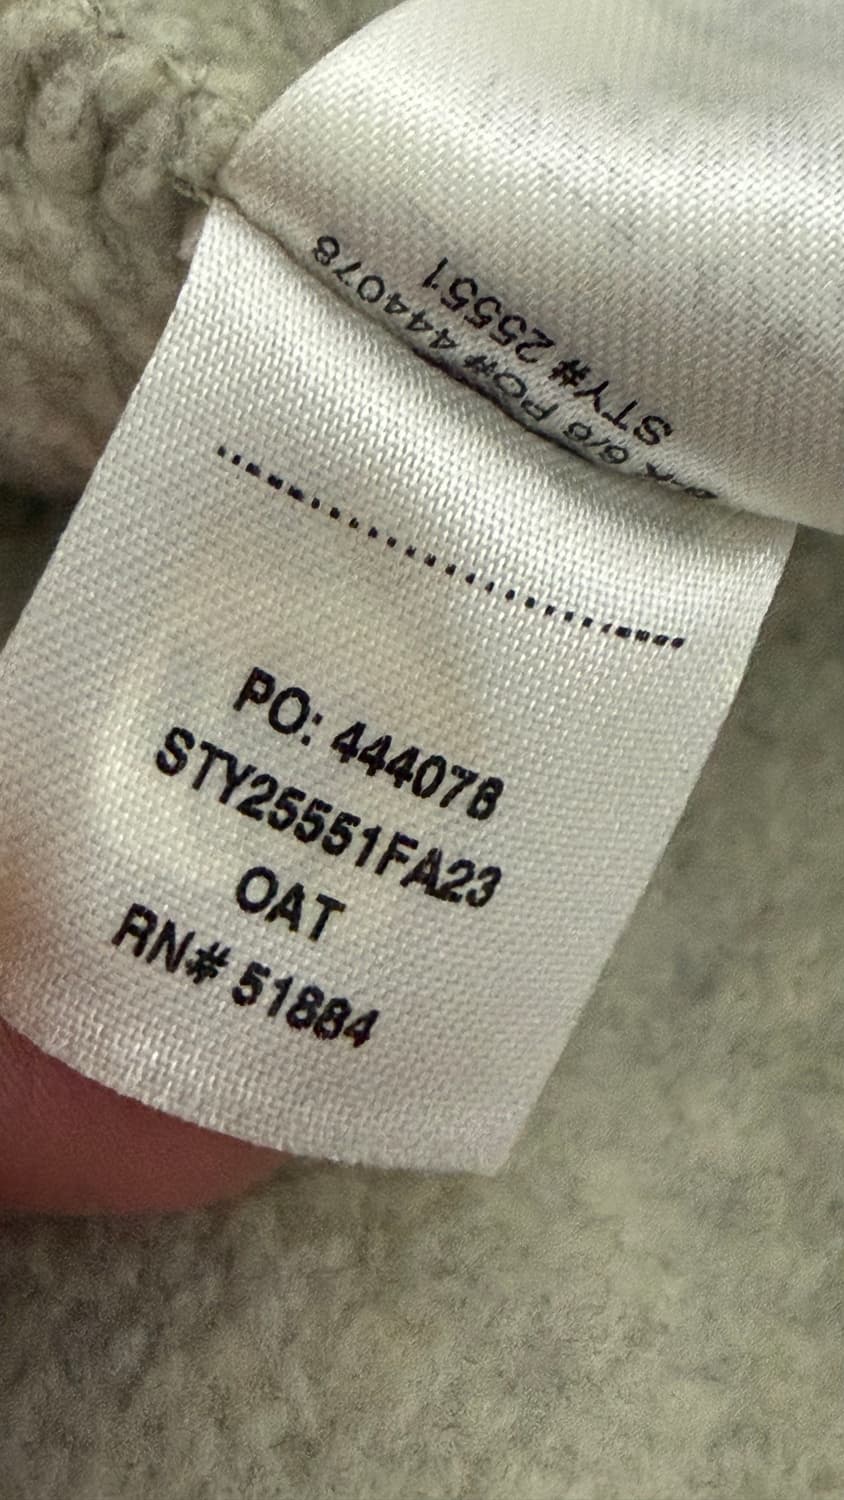 PO: 444078
STY25551FA23
OAT
RN# 51884
STY# 25551
6/8 PO# 444078